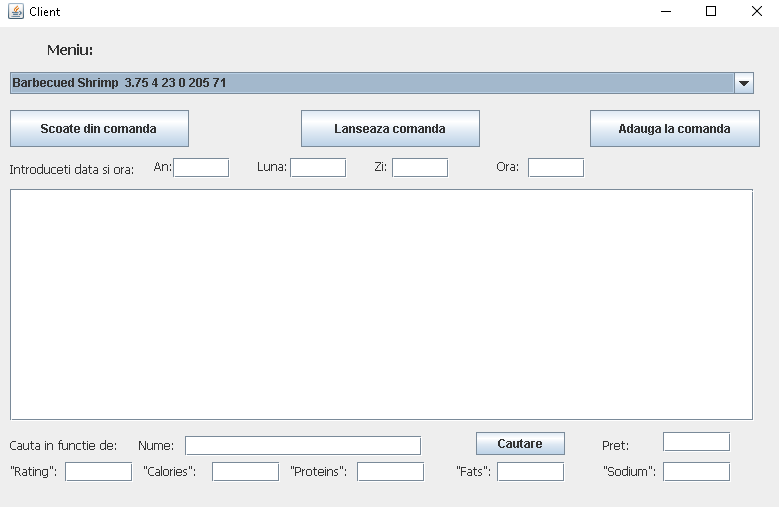 Client
Meniu:
Barbecued Shrimp 3.75 4 23 0 205 71
Scoate din comanda Lanseaza comanda Adauga la comanda
Introduceti data si ora: An: Luna: Zi: Ora:
Cauta in functie de: Nume: Cautare Pret:
"Rating": "Calories": "Proteins": "Fats": "Sodium":